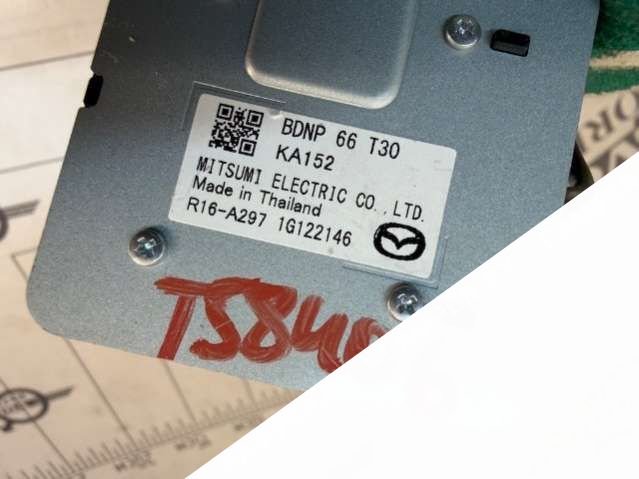 BDNP 66 T30
KA152
MITSUMI ELECTRIC CO.,LTD.
Made in Thailand
R16-A297 1G122146